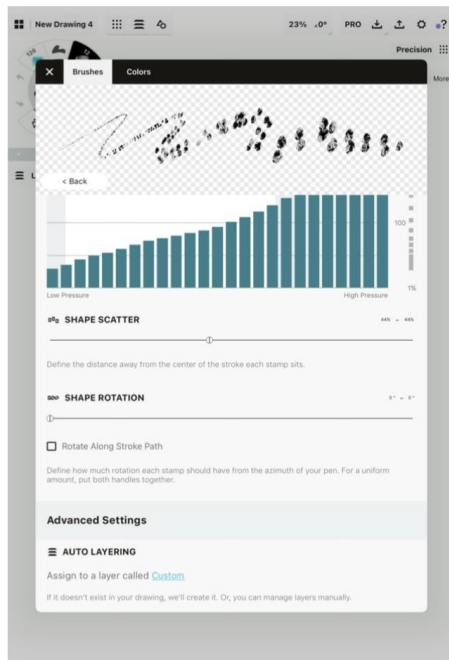 New Drawing 4
23% ∠0° PRO ?
Precision
More
120
12
Brushes Colors
< Back
100
1%
Low Pressure High Pressure
SHAPE SCATTER 44% – 44%
Define the distance away from the center of the stroke each stamp sits.
SHAPE ROTATION 5° – 5°
Rotate Along Stroke Path
Define how much rotation each stamp should have from the azimuth of your pen. For a uniform
amount, put both handles together.
Advanced Settings
AUTO LAYERING
Assign to a layer called Custom
If it doesn't exist in your drawing, we'll create it. Or, you can manage layers manually.